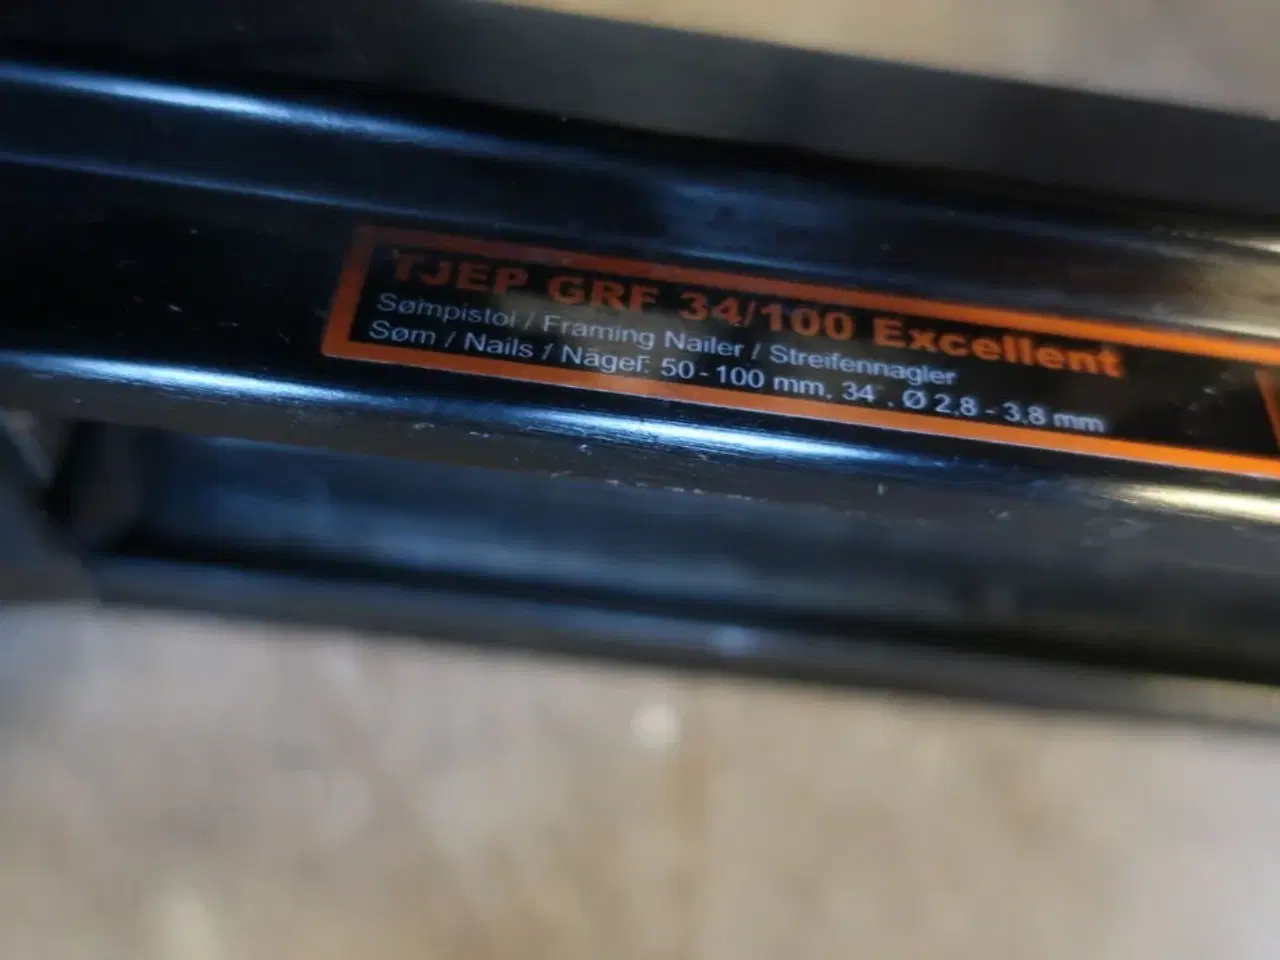 TJEP GRF 34/100 Excellent
Sømpistol / Framing Nailer / Streifennagler
Søm / Nails / Nägel: 50 - 100 mm, 34°, Ø 2,8 - 3,8 mm